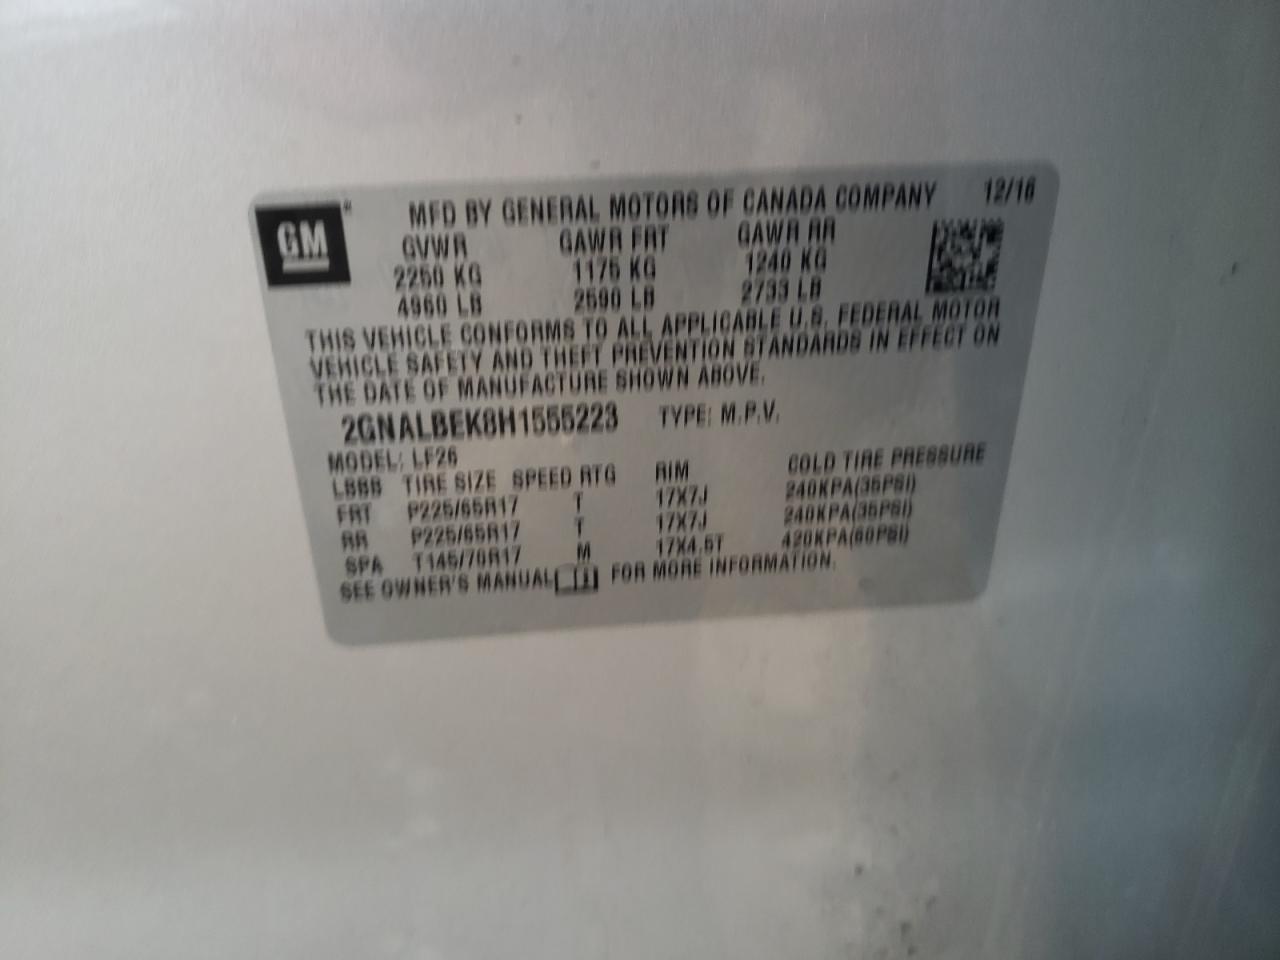 GM
MFD BY GENERAL MOTORS OF CANADA COMPANY 12/16
GVWR GAWR FRT GAWR RR
2250 KG 1175 KG 1240 KG
4960 LB 2590 LB 2733 LB
THIS VEHICLE CONFORMS TO ALL APPLICABLE U.S. FEDERAL MOTOR
VEHICLE SAFETY AND THEFT PREVENTION STANDARDS IN EFFECT ON
THE DATE OF MANUFACTURE SHOWN ABOVE.
2GNALBEK8H1555223 TYPE: M.P.V.
MODEL: LF26
LBBB TIRE SIZE SPEED RTG RIM COLD TIRE PRESSURE
FRT P225/65R17 T 17X7J 240KPA(35PSI)
RR P225/65R17 T 17X7J 240KPA(35PSI)
SPA T145/70R17 M 17X4.5T 420KPA(60PSI)
SEE OWNER'S MANUAL FOR MORE INFORMATION.